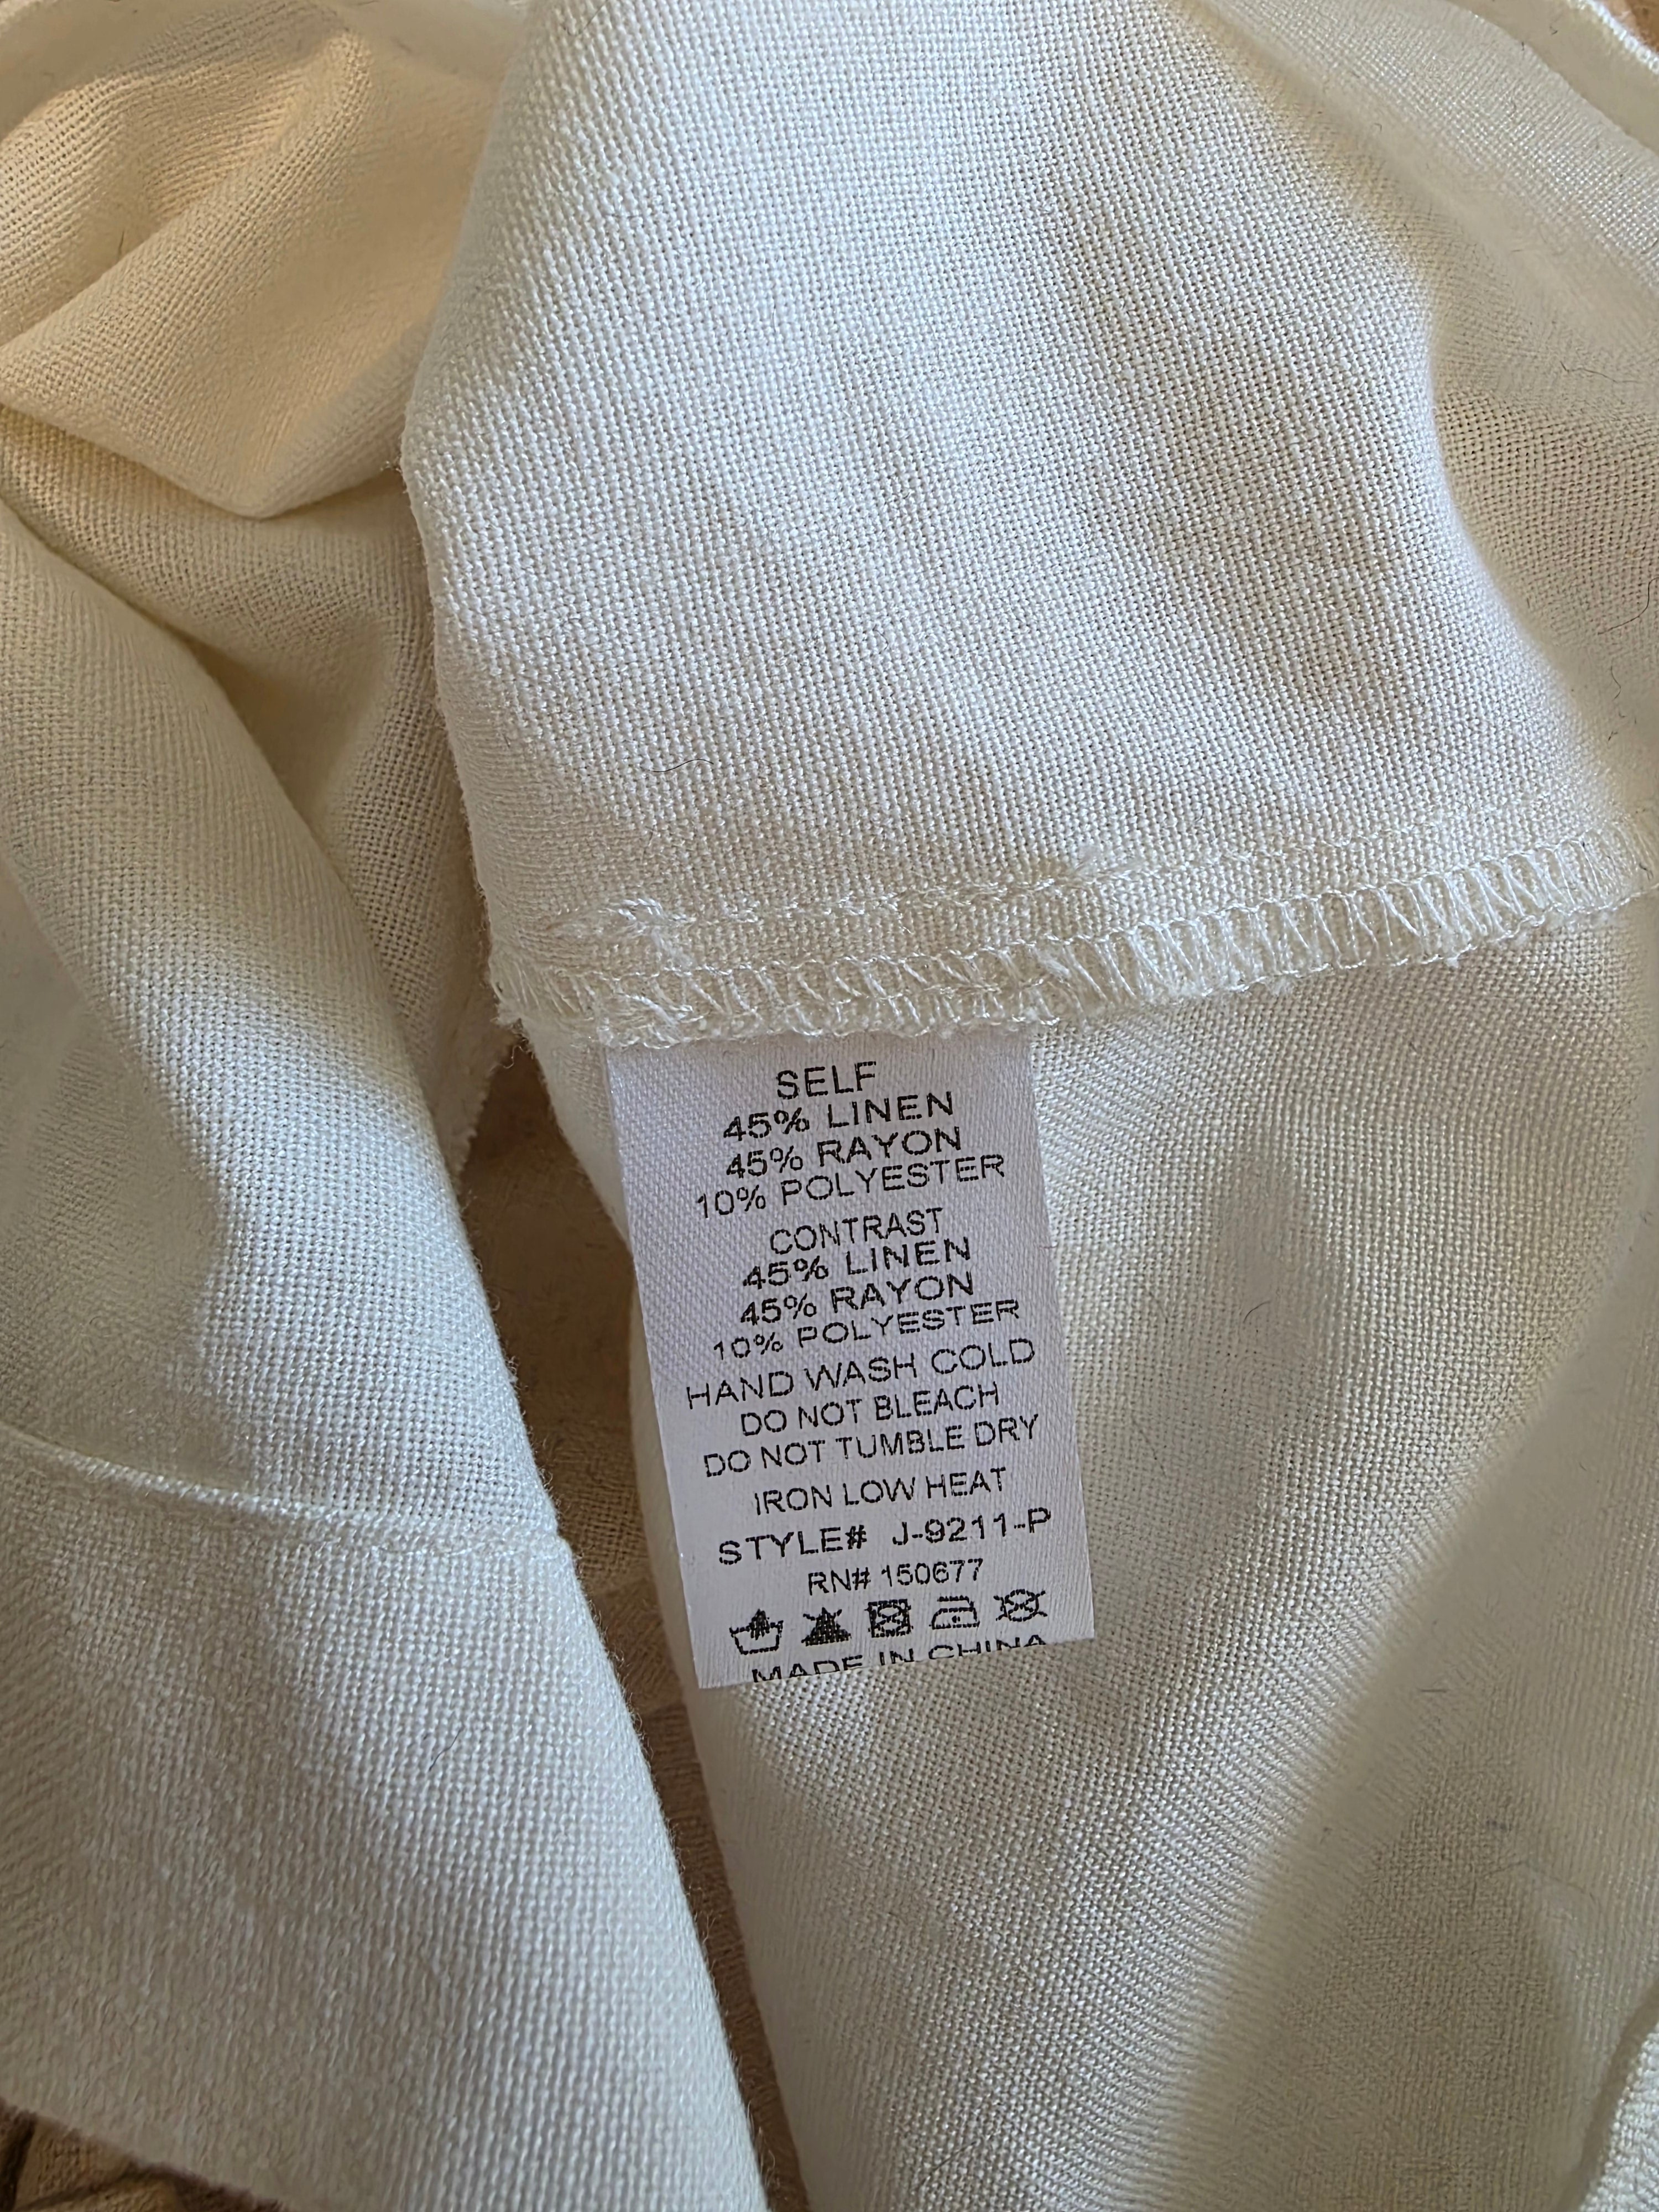 SELF
45% LINEN
45% RAYON
10% POLYESTER
CONTRAST
45% LINEN
45% RAYON
10% POLYESTER
HAND WASH COLD
DO NOT BLEACH
DO NOT TUMBLE DRY
IRON LOW HEAT
STYLE# J-9211-P
RN# 150677
MADE IN CHINA